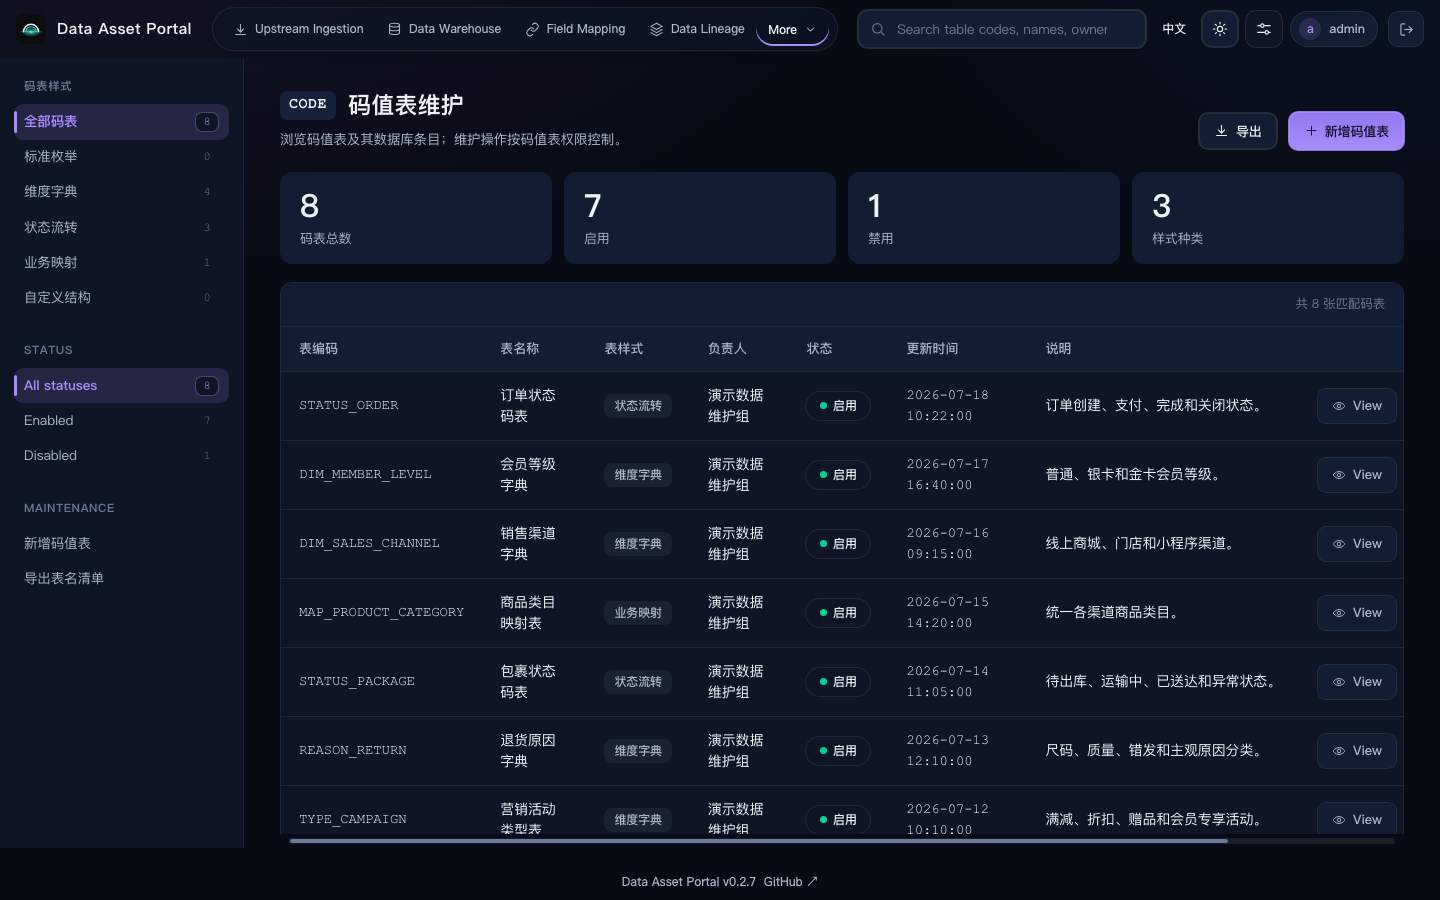 Data Asset Portal
Upstream Ingestion
Data Warehouse
Field Mapping
Data Lineage
More
Search table codes, names, owner
中文
a admin
码表样式
全部码表 8
标准枚举 0
维度字典 4
状态流转 3
业务映射 1
自定义结构 0
STATUS
All statuses 8
Enabled 7
Disabled 1
MAINTENANCE
新增码值表
导出表名清单
CODE 码值表维护
浏览码值表及其数据库条目；维护操作按码值表权限控制。
导出
新增码值表
8
码表总数
7
启用
1
禁用
3
样式种类
共 8 张匹配码表
表编码 表名称 表样式 负责人 状态 更新时间 说明
STATUS_ORDER 订单状态码表 状态流转 演示数据维护组 启用 2026-07-18 10:22:00 订单创建、支付、完成和关闭状态。 View
DIM_MEMBER_LEVEL 会员等级字典 维度字典 演示数据维护组 启用 2026-07-17 16:40:00 普通、银卡和金卡会员等级。 View
DIM_SALES_CHANNEL 销售渠道字典 维度字典 演示数据维护组 启用 2026-07-16 09:15:00 线上商城、门店和小程序渠道。 View
MAP_PRODUCT_CATEGORY 商品类目映射表 业务映射 演示数据维护组 启用 2026-07-15 14:20:00 统一各渠道商品类目。 View
STATUS_PACKAGE 包裹状态码表 状态流转 演示数据维护组 启用 2026-07-14 11:05:00 待出库、运输中、已送达和异常状态。 View
REASON_RETURN 退货原因字典 维度字典 演示数据维护组 启用 2026-07-13 12:10:00 尺码、质量、错发和主观原因分类。 View
TYPE_CAMPAIGN 营销活动类型表 维度字典 演示数据维护组 启用 2026-07-12 10:10:00 满减、折扣、赠品和会员专享活动。 View
Data Asset Portal v0.2.7 GitHub ↗